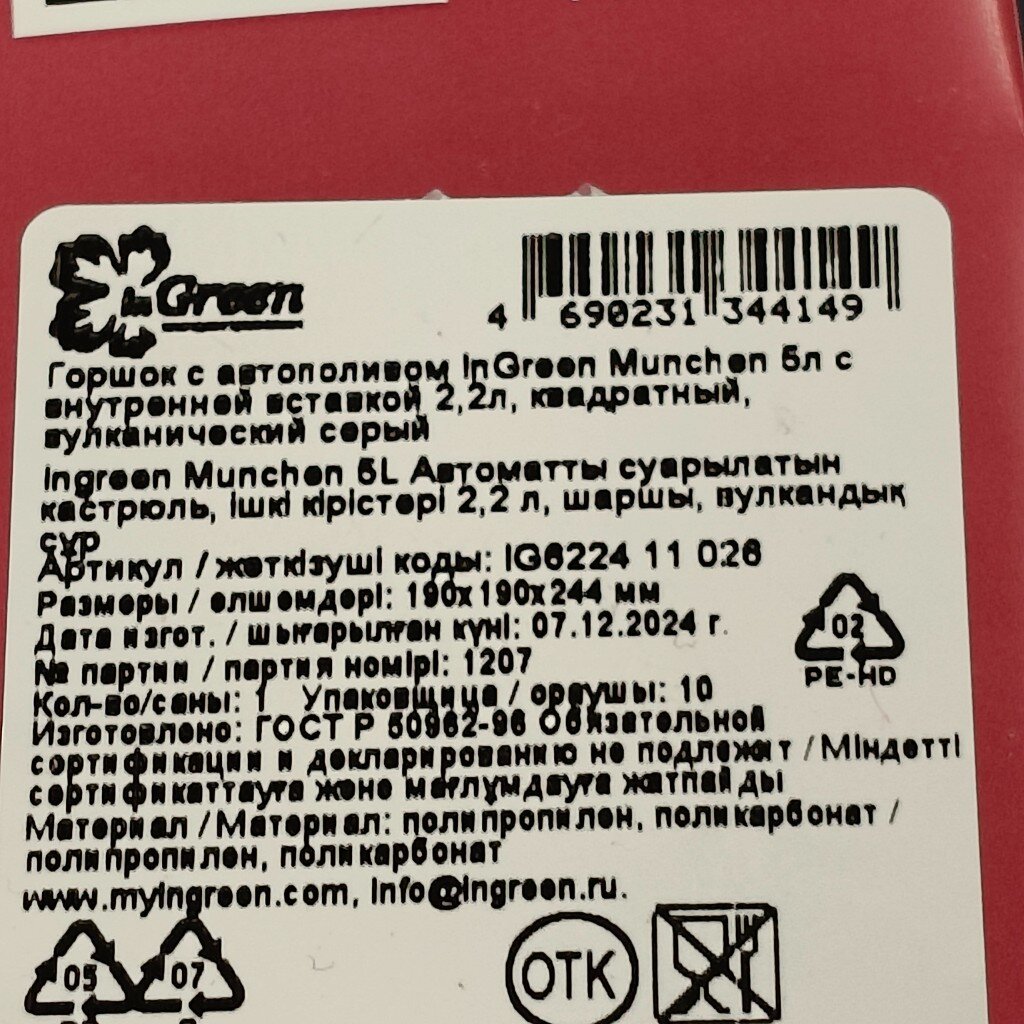 InGreen
4 690231 344149
Горшок с автополивом InGreen Munchen 5л с
внутренней вставкой 2,2л, квадратный,
вулканический серый
Ingreen Munchen 5L Автоматты суарылатын
кастрюль, ішкі кірістері 2,2 л, шаршы, вулкандық
сұр
Артикул / жеткізуші коды: IG6224 11 026
Размеры / өлшемдері: 190x190x244 мм
Дата изгот. / шығарылған күні: 07.12.2024 г.
№ партии / партия номірі: 1207
Кол-во/саны: 1 Упаковщица / ораушы: 10
Изготовлено: ГОСТ Р 50962-96 Обязательной
сертификации и декларированию не подлежит / Міндетті
сертификаттауға және мағлұмдауға жатпайды
Материал / Материал: полипропилен, поликарбонат /
полипропилен, поликарбонат
www.myingreen.com, info@ingreen.ru.
02
PE-HD
05
07
ОТК